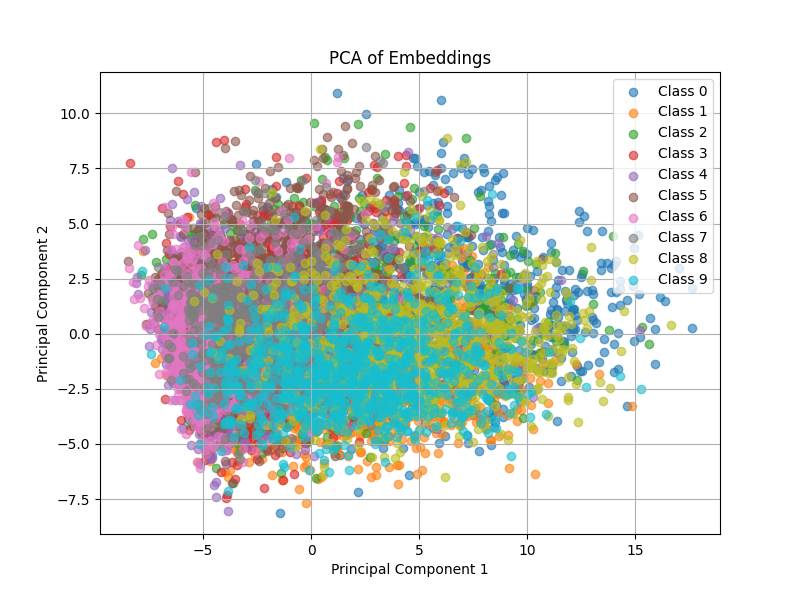 PCA of Embeddings
Class 0
Class 1
Class 2
Class 3
Class 4
Class 5
Class 6
Class 7
Class 8
Class 9
10.0
7.5
5.0
2.5
0.0
−2.5
−5.0
−7.5
Principal Component 2
−5
0
5
10
15
Principal Component 1